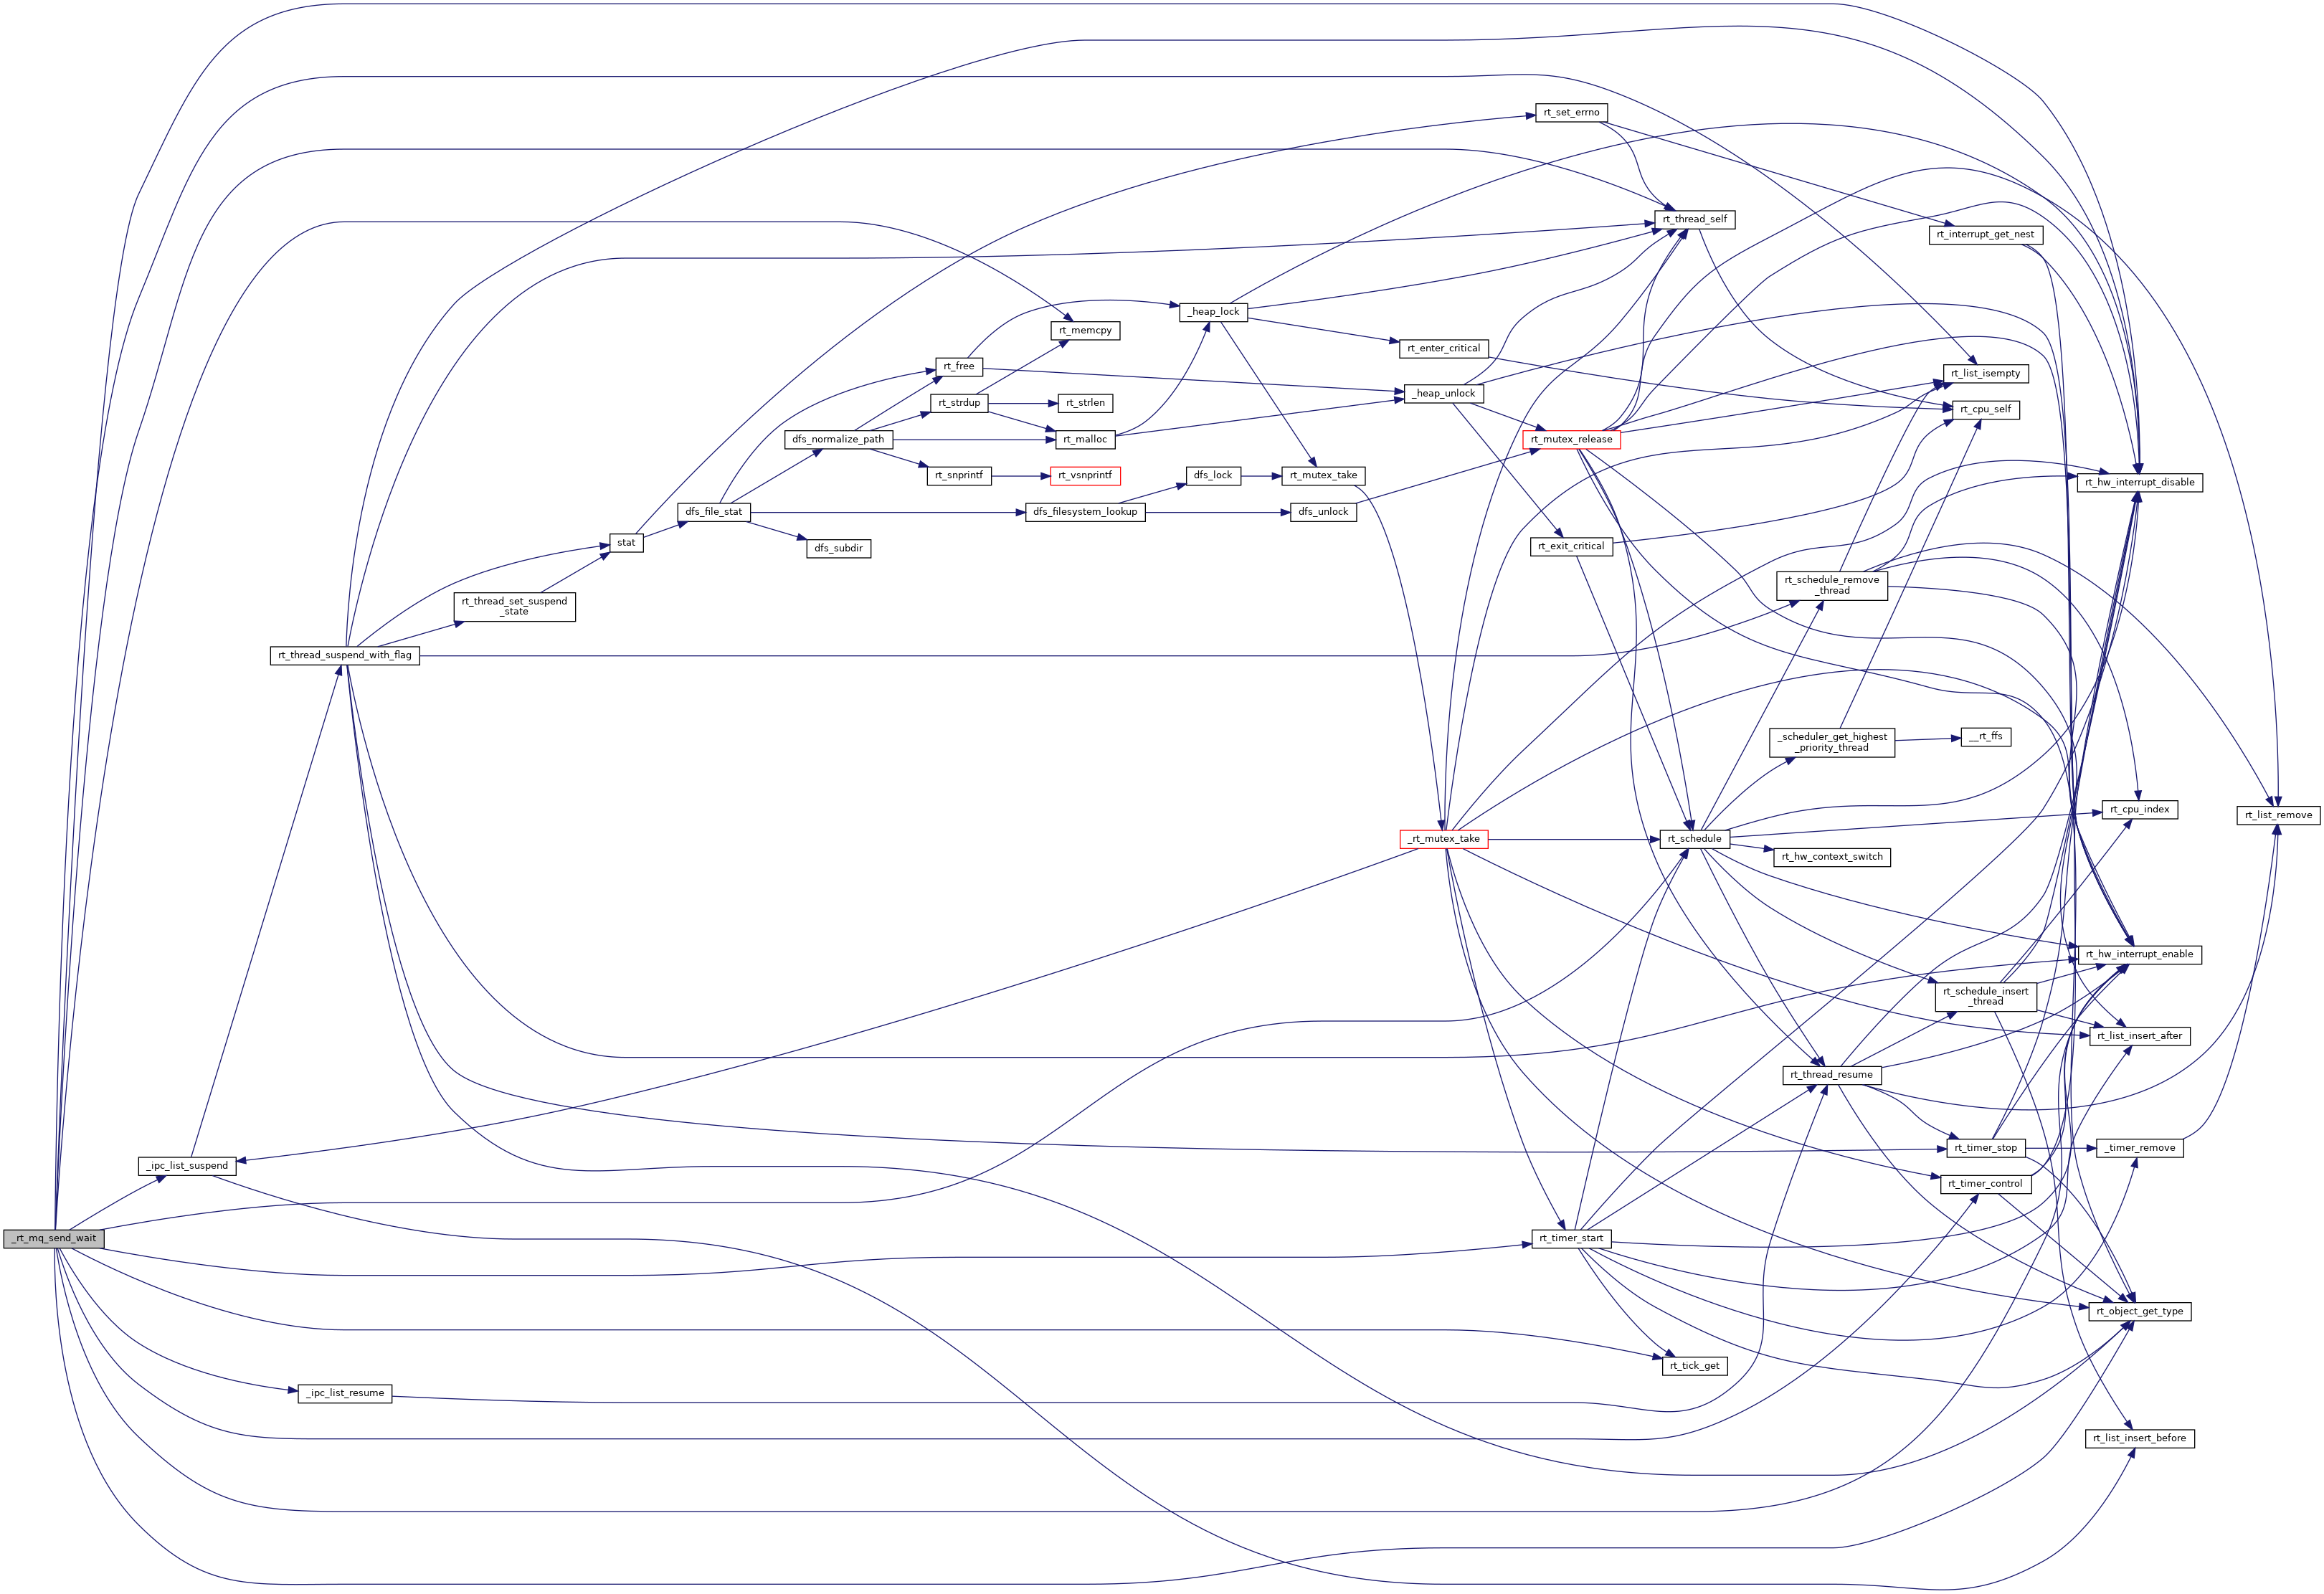 rt_set_errno
rt_thread_self
rt_interrupt_get_nest
_heap_lock
rt_memcpy
rt_enter_critical
rt_free
rt_list_isempty
_heap_unlock
rt_strdup
rt_strlen
rt_cpu_self
dfs_normalize_path
rt_malloc
rt_mutex_release
rt_snprintf
rt_vsnprintf
dfs_lock
rt_mutex_take
rt_hw_interrupt_disable
dfs_file_stat
dfs_filesystem_lookup
dfs_unlock
stat
dfs_subdir
rt_exit_critical
rt_schedule_remove
_thread
rt_thread_set_suspend
_state
rt_thread_suspend_with_flag
_scheduler_get_highest
_priority_thread
__rt_ffs
rt_cpu_index
rt_list_remove
_rt_mutex_take
rt_schedule
rt_hw_context_switch
rt_hw_interrupt_enable
rt_schedule_insert
_thread
rt_list_insert_after
rt_thread_resume
rt_timer_stop
_timer_remove
_ipc_list_suspend
rt_timer_control
_rt_mq_send_wait
rt_timer_start
rt_object_get_type
rt_tick_get
_ipc_list_resume
rt_list_insert_before